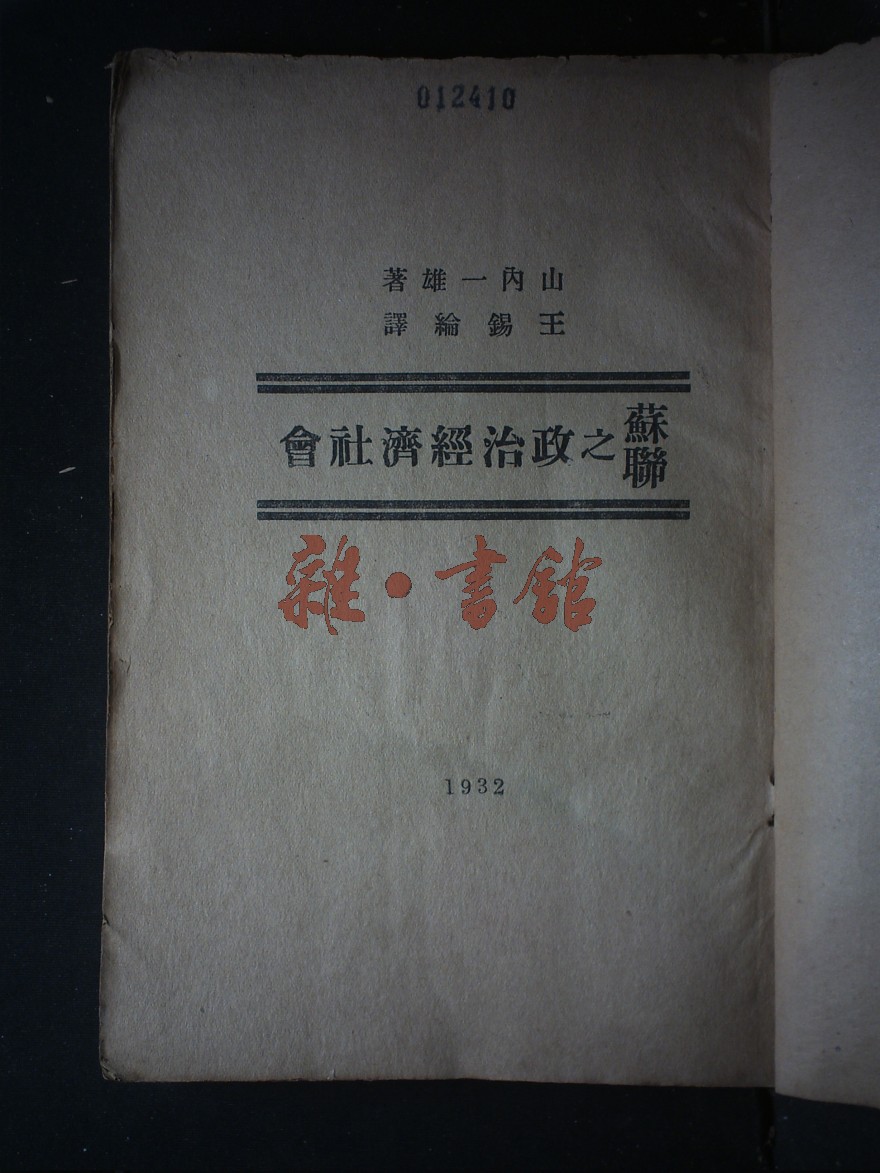 012410
山內一雄著
王錫綸譯
蘇聯之政治經濟社會
雜·書館
1932